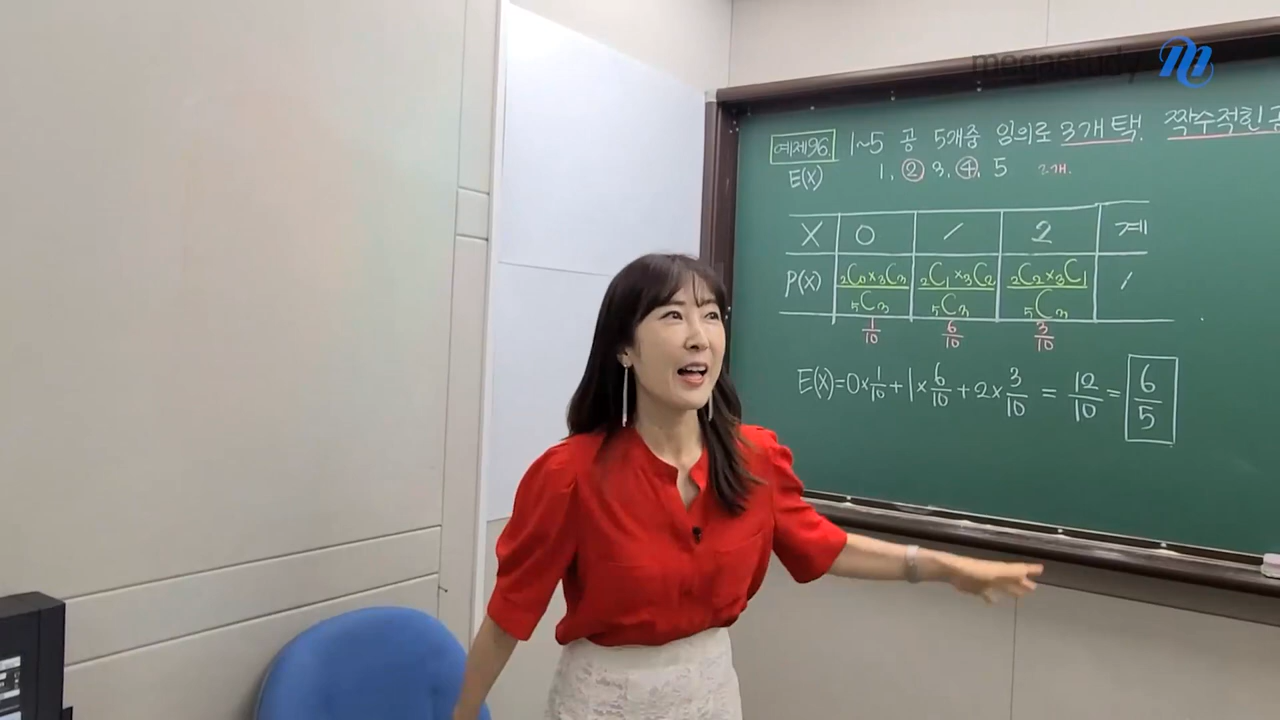 megastudy
예제96. 1~5 공 5개중 임의로 3개 택. 짝수적힌 공
E(X) 1. ② 3. ④. 5 2개.
X 0 1 2 계
P(X) ₂C₀×₃C₃/₅C₃ ₂C₁×₃C₂/₅C₃ ₂C₂×₃C₁/₅C₃ 1
1/10 6/10 3/10
E(X)=0×1/10+1×6/10+2×3/10=12/10=6/5